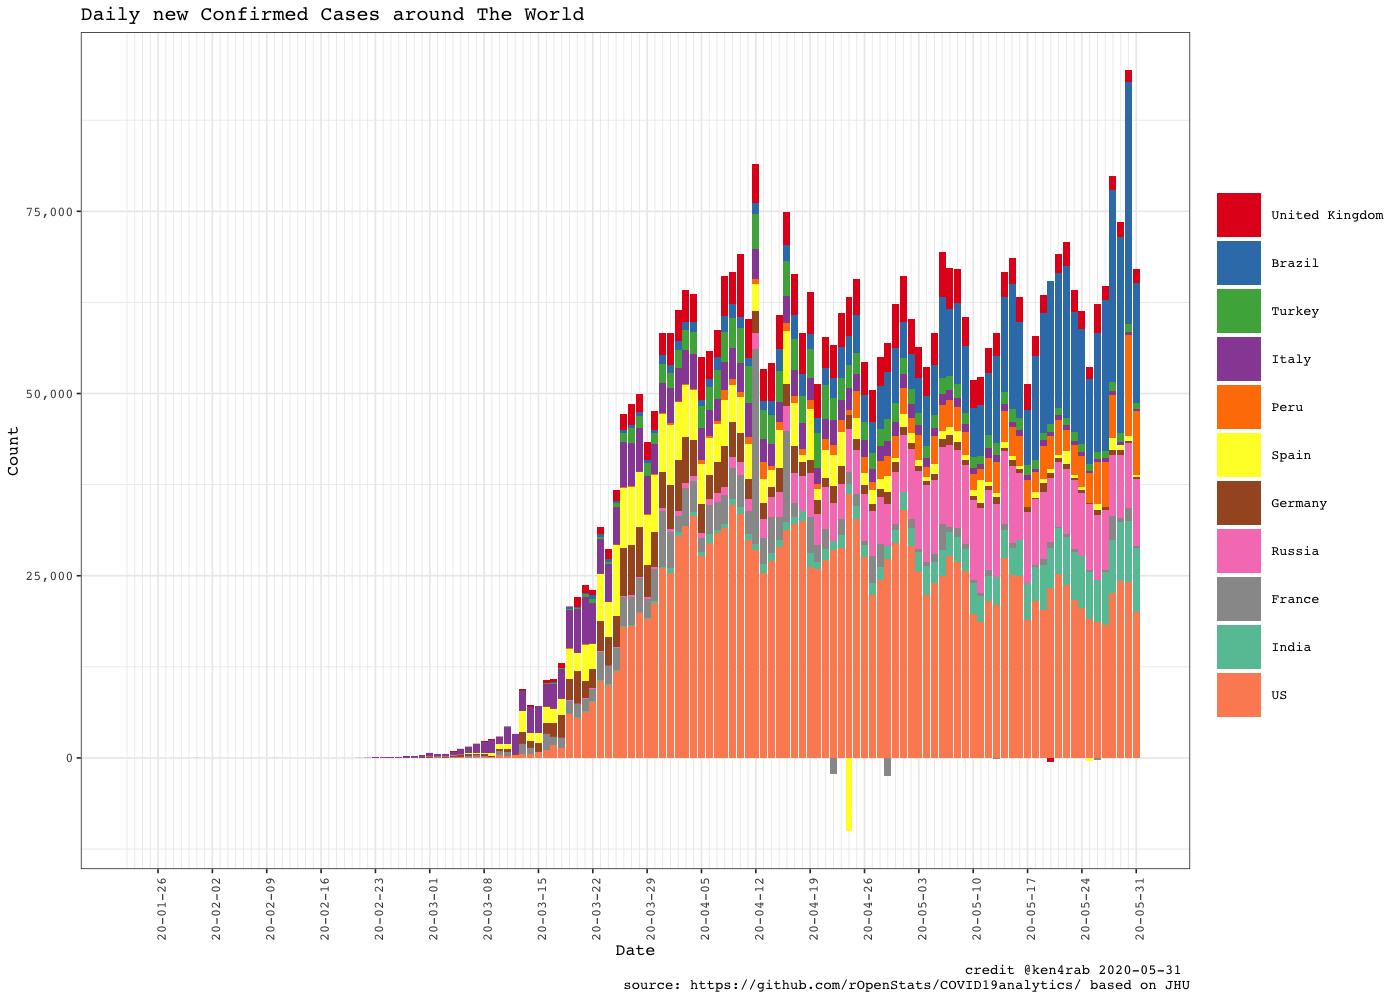 Daily new Confirmed Cases around The World
Count
75,000
50,000
25,000
0
20-01-26
20-02-02
20-02-09
20-02-16
20-02-23
20-03-01
20-03-08
20-03-15
20-03-22
20-03-29
20-04-05
20-04-12
20-04-19
20-04-26
20-05-03
20-05-10
20-05-17
20-05-24
20-05-31
Date
United Kingdom
Brazil
Turkey
Italy
Peru
Spain
Germany
Russia
France
India
US
credit @ken4rab 2020-05-31
source: https://github.com/rOpenStats/COVID19analytics/ based on JHU